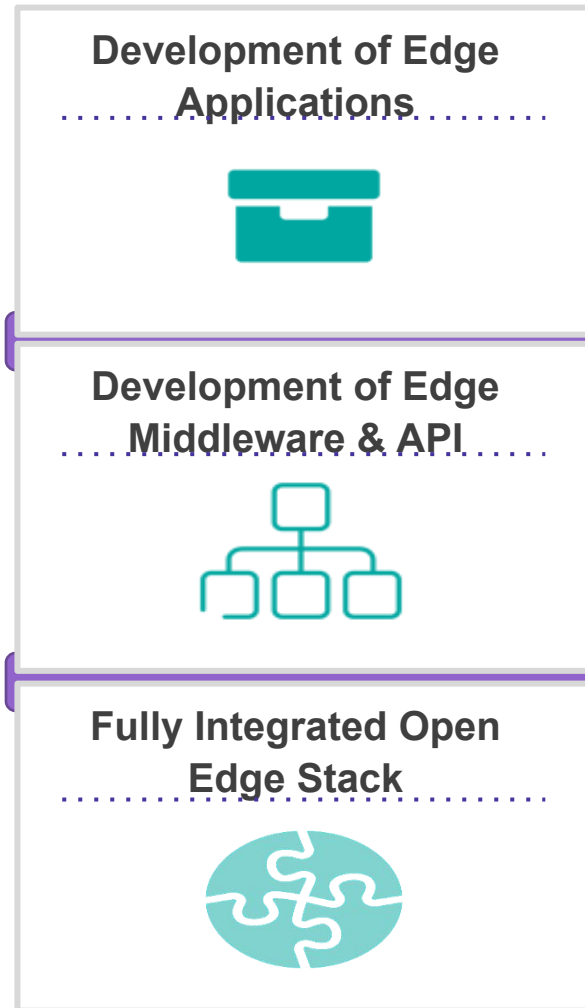 Development of Edge
Applications
Development of Edge
Middleware & API
Fully Integrated Open
Edge Stack